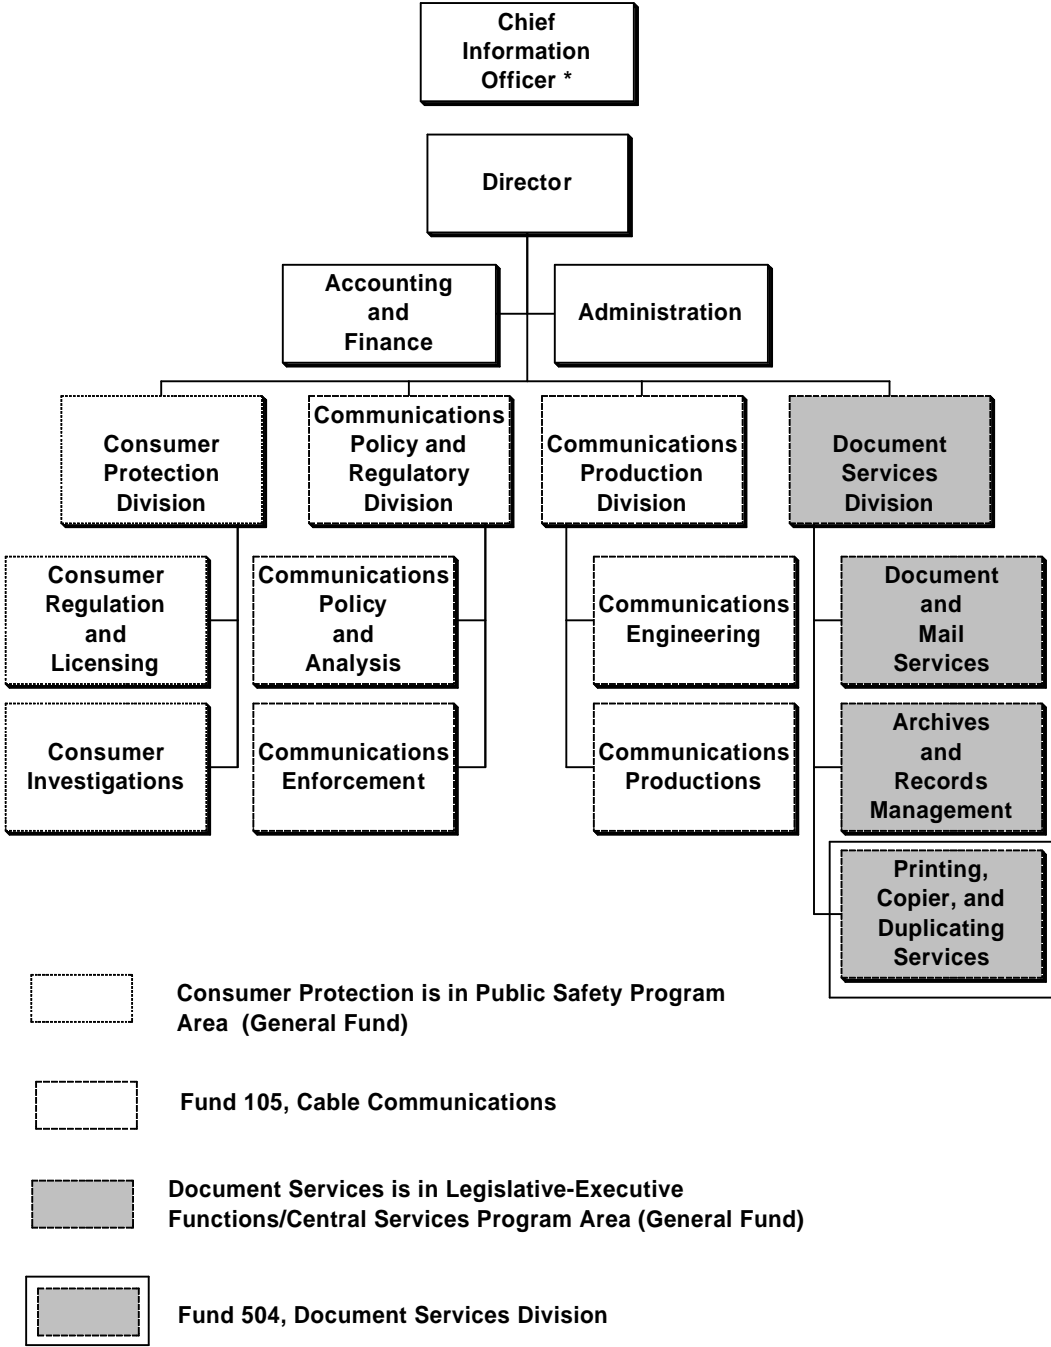 Chief
Information
Officer *
Director
Accounting
and
Finance
Administration
Consumer
Protection
Division
Communications
Policy and
Regulatory
Division
Communications
Production
Division
Document
Services
Division
Consumer
Regulation
and
Licensing
Communications
Policy
and
Analysis
Communications
Engineering
Document
and
Mail
Services
Consumer
Investigations
Communications
Enforcement
Communications
Productions
Archives
and
Records
Management
Printing,
Copier, and
Duplicating
Services
Consumer Protection is in Public Safety Program
Area (General Fund)
Fund 105, Cable Communications
Document Services is in Legislative-Executive
Functions/Central Services Program Area (General Fund)
Fund 504, Document Services Division